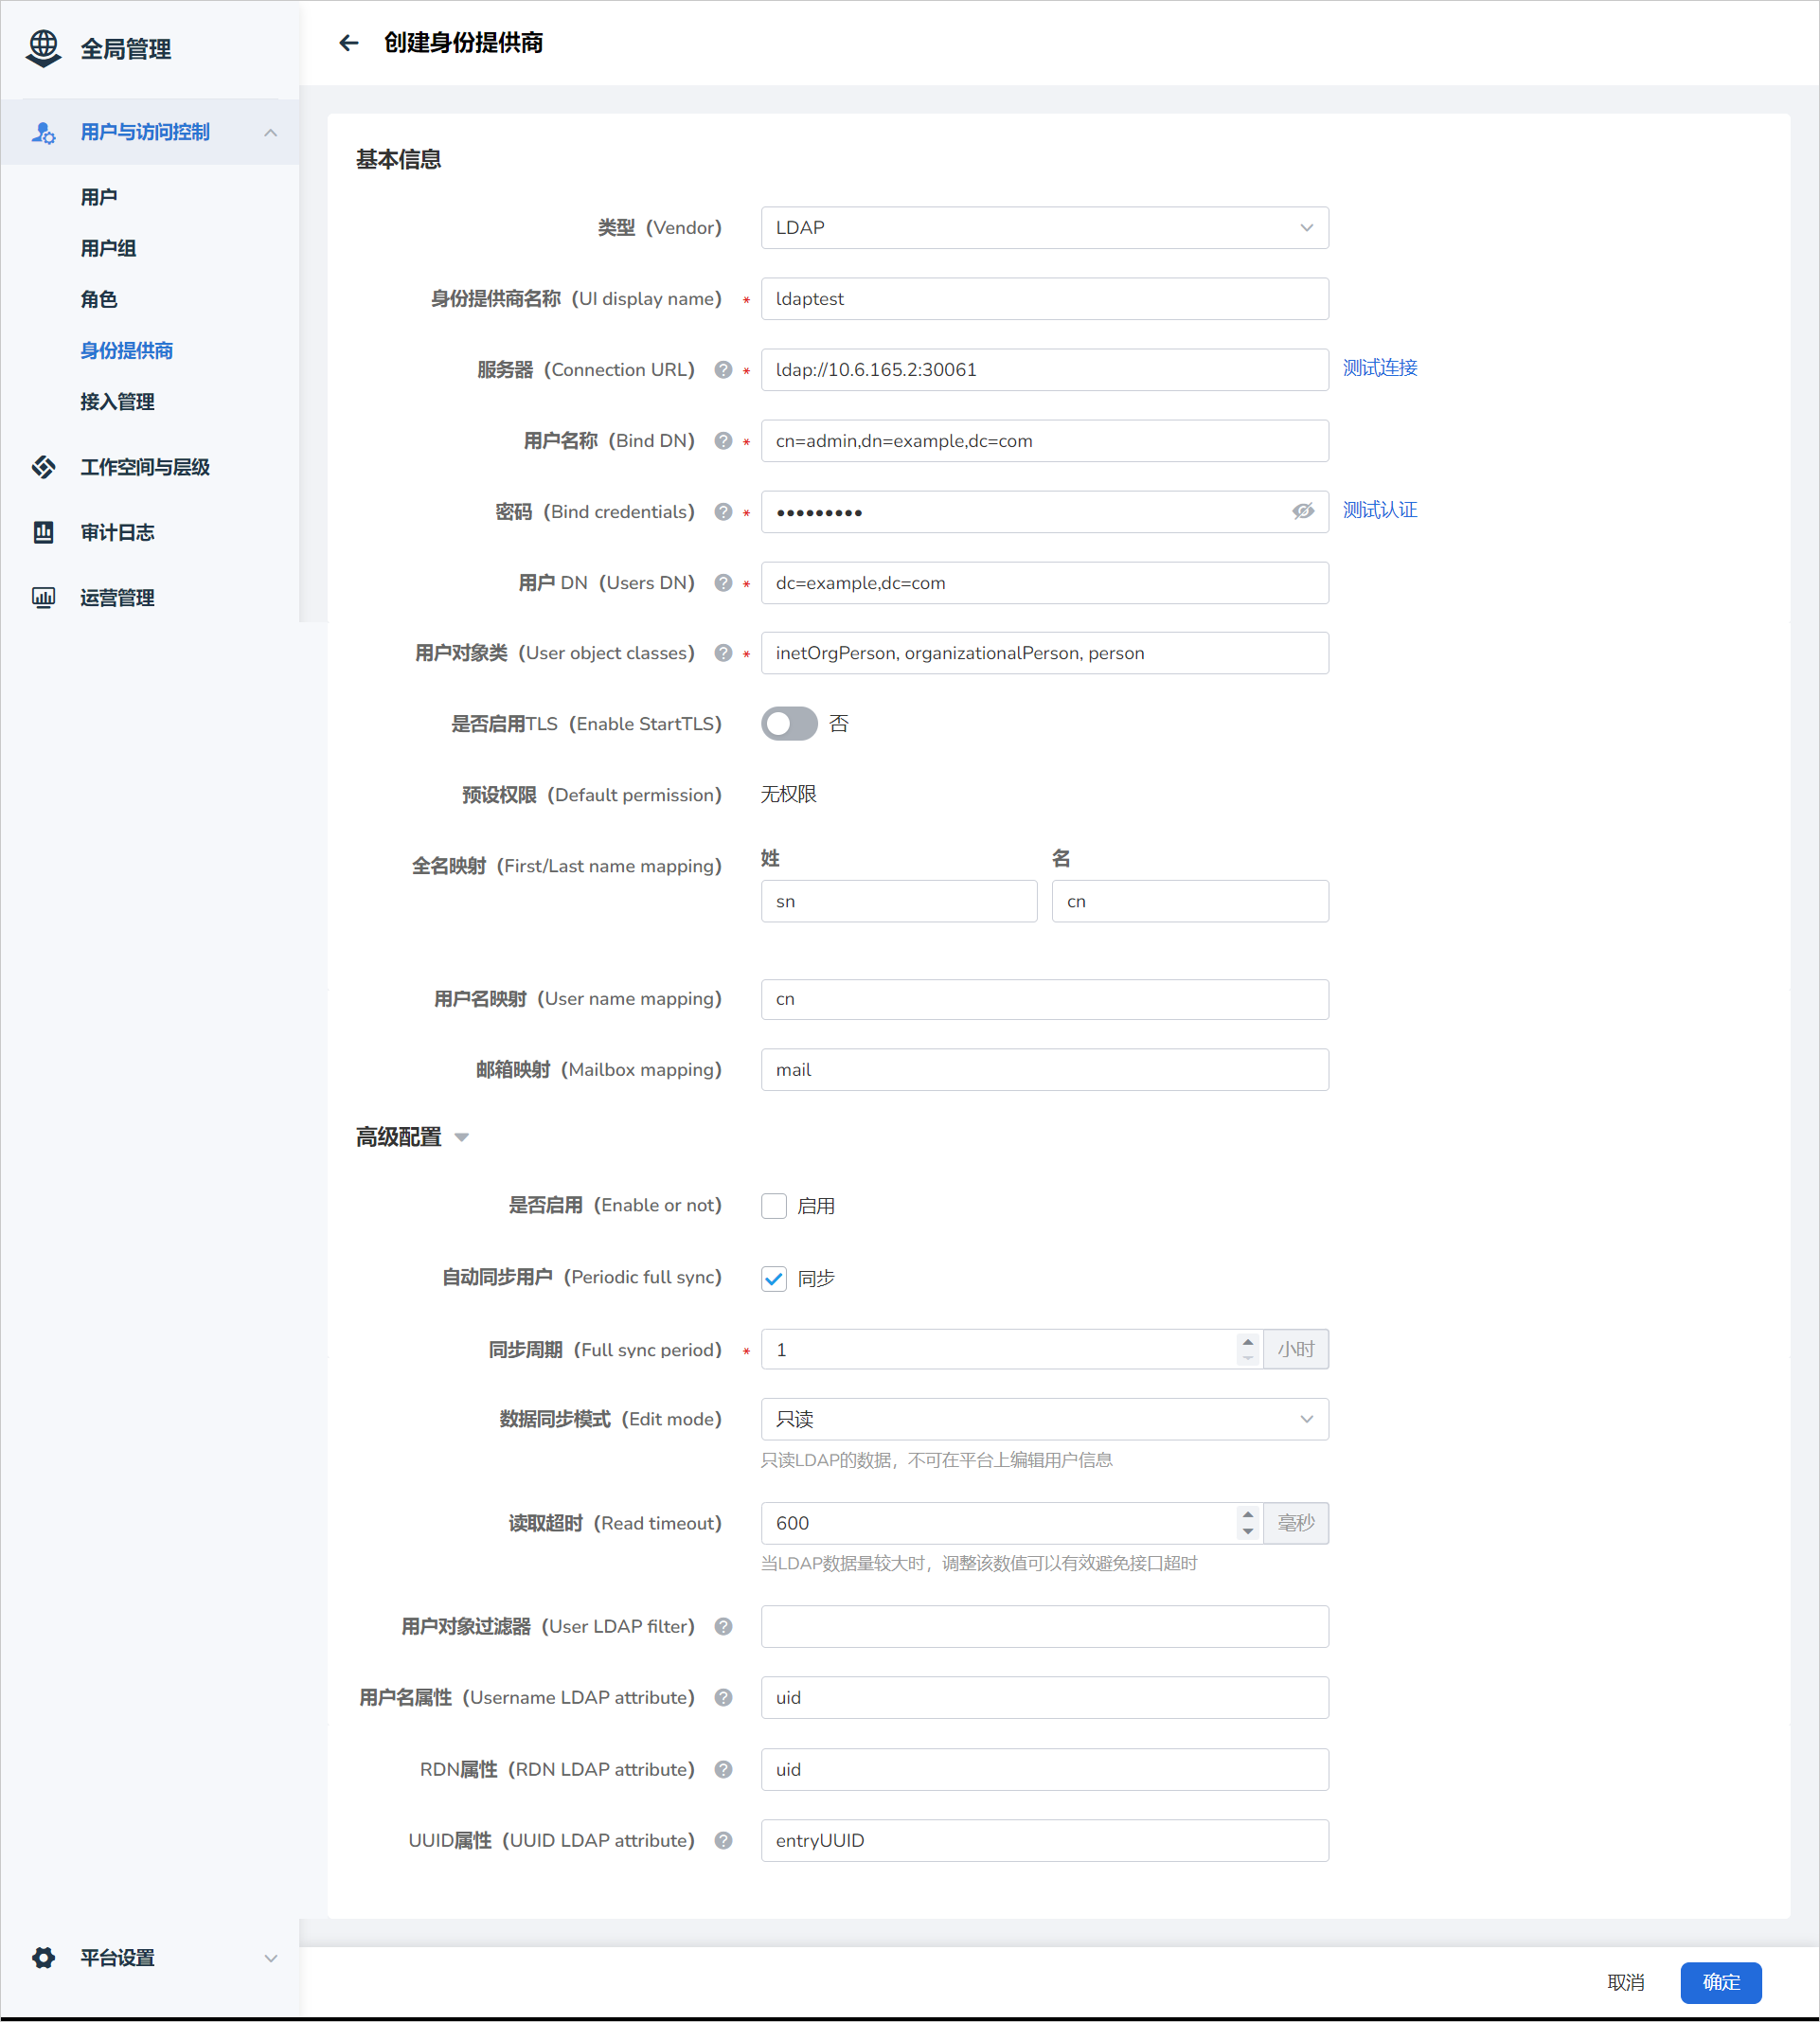 全局管理
用户与访问控制
用户
用户组
角色
身份提供商
接入管理
工作空间与层级
审计日志
运营管理
平台设置
创建身份提供商
基本信息
类型（Vendor） LDAP
身份提供商名称（UI display name） * ldaptest
服务器（Connection URL） ? * ldap://10.6.165.2:30061 测试连接
用户名称（Bind DN） ? * cn=admin,dn=example,dc=com
密码（Bind credentials） ? * ••••••••• 测试认证
用户 DN（Users DN） ? * dc=example,dc=com
用户对象类（User object classes） ? * inetOrgPerson, organizationalPerson, person
是否启用TLS（Enable StartTLS） 否
预设权限（Default permission） 无权限
全名映射（First/Last name mapping） 姓 名
sn cn
用户名映射（User name mapping） cn
邮箱映射（Mailbox mapping） mail
高级配置
是否启用（Enable or not） 启用
自动同步用户（Periodic full sync） 同步
同步周期（Full sync period） * 1 小时
数据同步模式（Edit mode） 只读
只读LDAP的数据，不可在平台上编辑用户信息
读取超时（Read timeout） 600 毫秒
当LDAP数据量较大时，调整该数值可以有效避免接口超时
用户对象过滤器（User LDAP filter） ?
用户名属性（Username LDAP attribute） ? uid
RDN属性（RDN LDAP attribute） ? uid
UUID属性（UUID LDAP attribute） ? entryUUID
取消 确定